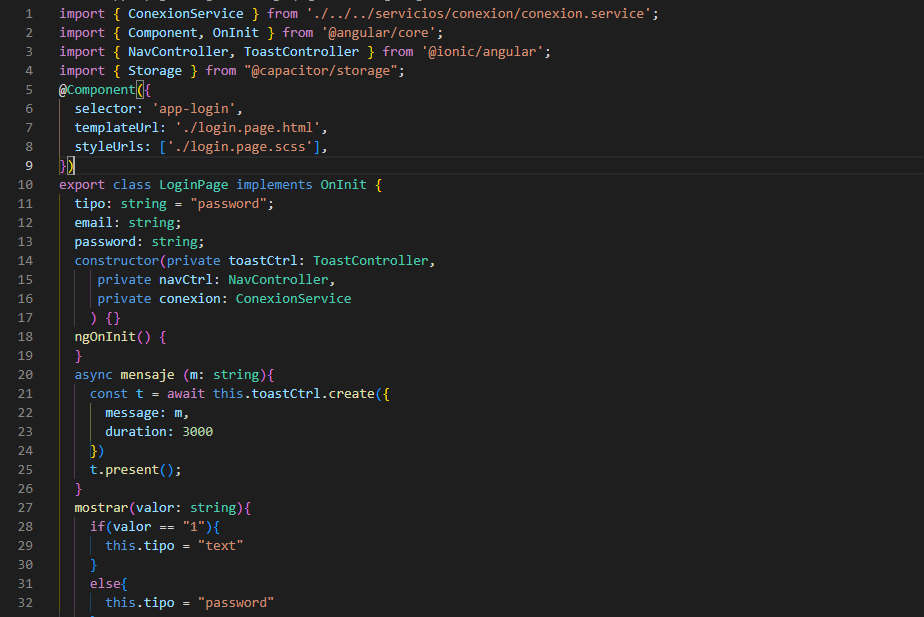 1 import { ConexionService } from './../../servicios/conexion/conexion.service';
2 import { Component, OnInit } from '@angular/core';
3 import { NavController, ToastController } from '@ionic/angular';
4 import { Storage } from "@capacitor/storage";
5 @Component({
6 selector: 'app-login',
7 templateUrl: './login.page.html',
8 styleUrls: ['./login.page.scss'],
9 })
10 export class LoginPage implements OnInit {
11 tipo: string = "password";
12 email: string;
13 password: string;
14 constructor(private toastCtrl: ToastController,
15 private navCtrl: NavController,
16 private conexion: ConexionService
17 ) {}
18 ngOnInit() {
19 }
20 async mensaje (m: string){
21 const t = await this.toastCtrl.create({
22 message: m,
23 duration: 3000
24 })
25 t.present();
26 }
27 mostrar(valor: string){
28 if(valor == "1"){
29 this.tipo = "text"
30 }
31 else{
32 this.tipo = "password"